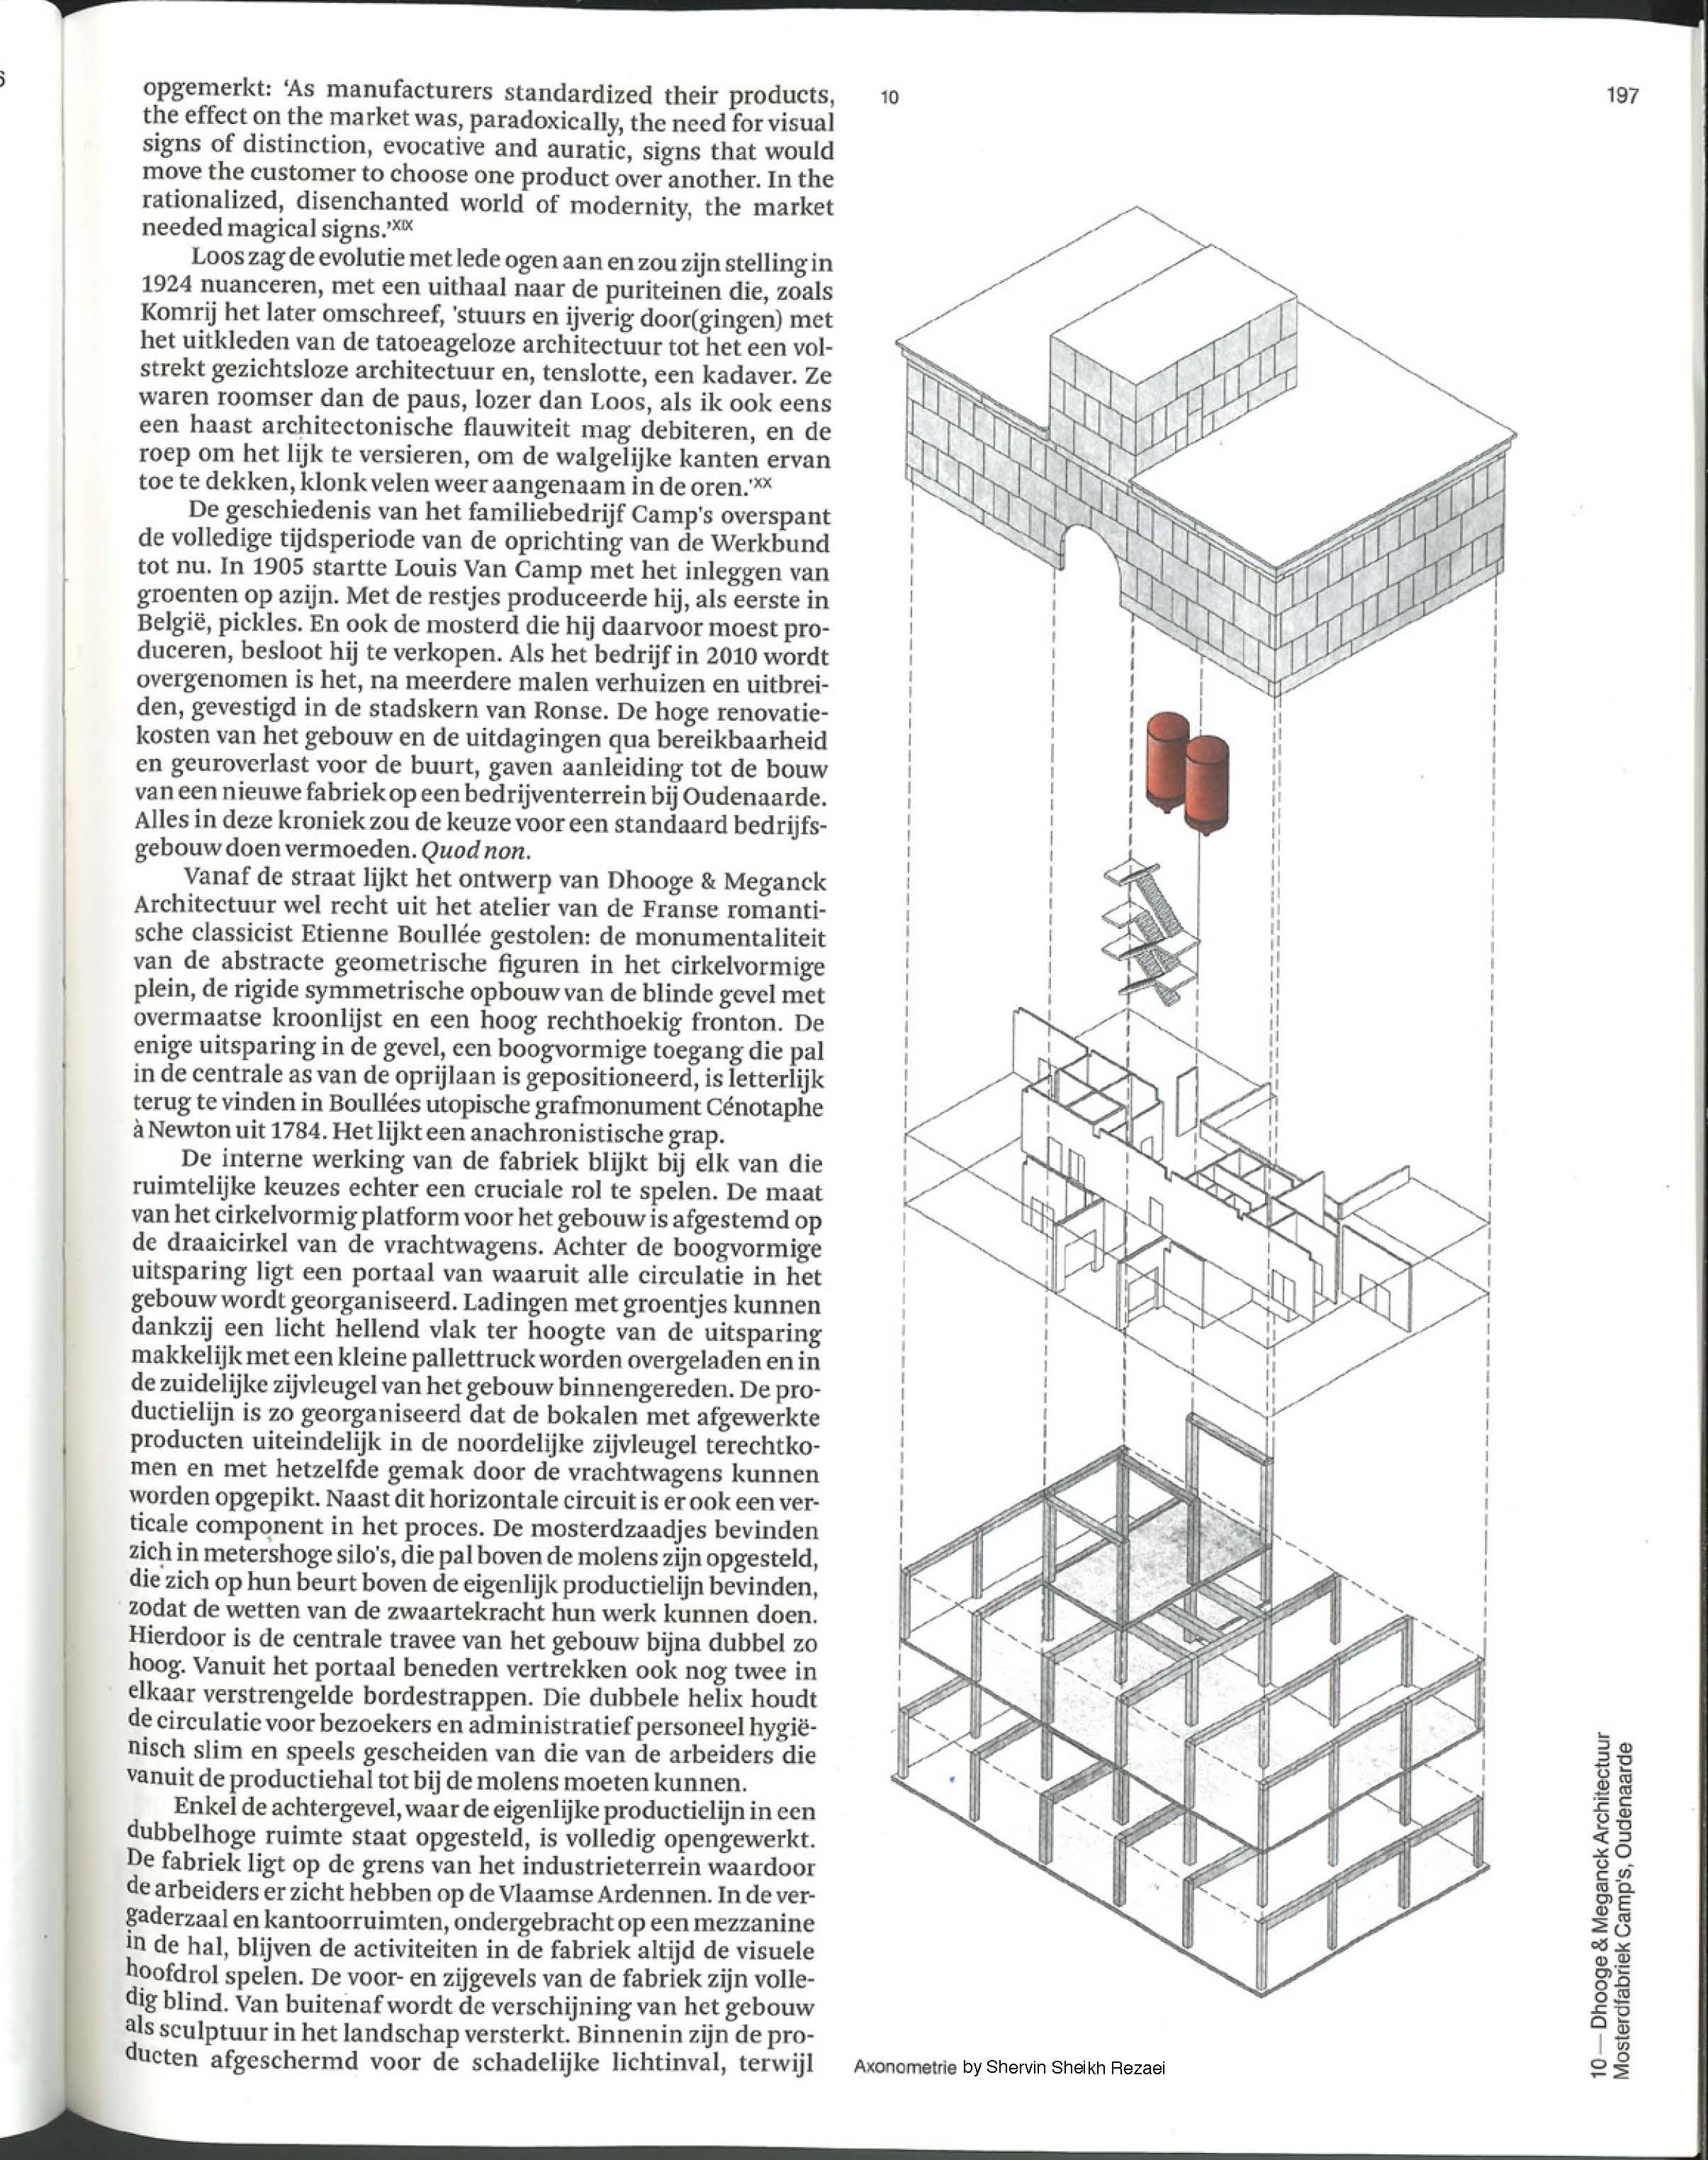 opgemerkt: 'As manufacturers standardized their products,
the effect on the market was, paradoxically, the need for visual
signs of distinction, evocative and auratic, signs that would
move the customer to choose one product over another. In the
rationalized, disenchanted world of modernity, the market
needed magical signs.'XIX
Loos zag de evolutie met lede ogen aan en zou zijn stelling in
1924 nuanceren, met een uithaal naar de puriteinen die, zoals
Komrij het later omschreef, 'stuurs en ijverig door(gingen) met
het uitkleden van de tatoeageloze architectuur tot het een vol-
strekt gezichtsloze architectuur en, tenslotte, een kadaver. Ze
waren roomser dan de paus, lozer dan Loos, als ik ook eens
een haast architectonische flauwiteit mag debiteren, en de
roep om het lijk te versieren, om de walgelijke kanten ervan
toe te dekken, klonk velen weer aangenaam in de oren.'XX
De geschiedenis van het familiebedrijf Camp's overspant
de volledige tijdsperiode van de oprichting van de Werkbund
tot nu. In 1905 startte Louis Van Camp met het inleggen van
groenten op azijn. Met de restjes produceerde hij, als eerste in
België, pickles. En ook de mosterd die hij daarvoor moest pro-
duceren, besloot hij te verkopen. Als het bedrijf in 2010 wordt
overgenomen is het, na meerdere malen verhuizen en uitbrei-
den, gevestigd in de stadskern van Ronse. De hoge renovatie-
kosten van het gebouw en de uitdagingen qua bereikbaarheid
en geuroverlast voor de buurt, gaven aanleiding tot de bouw
van een nieuwe fabriek op een bedrijventerrein bij Oudenaarde.
Alles in deze kroniek zou de keuze voor een standaard bedrijfs-
gebouw doen vermoeden. Quod non.
Vanaf de straat lijkt het ontwerp van Dhooge & Meganck
Architectuur wel recht uit het atelier van de Franse romanti-
sche classicist Etienne Boullée gestolen: de monumentaliteit
van de abstracte geometrische figuren in het cirkelvormige
plein, de rigide symmetrische opbouw van de blinde gevel met
overmaatse kroonlijst en een hoog rechthoekig fronton. De
enige uitsparing in de gevel, een boogvormige toegang die pal
in de centrale as van de oprijlaan is gepositioneerd, is letterlijk
terug te vinden in Boullées utopische grafmonument Cénotaphe
à Newton uit 1784. Het lijkt een anachronistische grap.
De interne werking van de fabriek blijkt bij elk van die
ruimtelijke keuzes echter een cruciale rol te spelen. De maat
van het cirkelvormig platform voor het gebouw is afgestemd op
de draaicirkel van de vrachtwagens. Achter de boogvormige
uitsparing ligt een portaal van waaruit alle circulatie in het
gebouw wordt georganiseerd. Ladingen met groentjes kunnen
dankzij een licht hellend vlak ter hoogte van de uitsparing
makkelijk met een kleine pallettruck worden overgeladen en in
de zuidelijke zijvleugel van het gebouw binnengereden. De pro-
ductielijn is zo georganiseerd dat de bokalen met afgewerkte
producten uiteindelijk in de noordelijke zijvleugel terechtko-
men en met hetzelfde gemak door de vrachtwagens kunnen
worden opgepikt. Naast dit horizontale circuit is er ook een ver-
ticale component in het proces. De mosterdzaadjes bevinden
zich in metershoge silo's, die pal boven de molens zijn opgesteld,
die zich op hun beurt boven de eigenlijk productielijn bevinden,
zodat de wetten van de zwaartekracht hun werk kunnen doen.
Hierdoor is de centrale travee van het gebouw bijna dubbel zo
hoog. Vanuit het portaal beneden vertrekken ook nog twee in
elkaar verstrengelde bordestrappen. Die dubbele helix houdt
de circulatie voor bezoekers en administratief personeel hygië-
nisch slim en speels gescheiden van die van de arbeiders die
vanuit de productiehal tot bij de molens moeten kunnen.
Enkel de achtergevel, waar de eigenlijke productielijn in een
dubbelhoge ruimte staat opgesteld, is volledig opengewerkt.
De fabriek ligt op de grens van het industrieterrein waardoor
de arbeiders er zicht hebben op de Vlaamse Ardennen. In de ver-
gaderzaal en kantoorruimten, ondergebracht op een mezzanine
in de hal, blijven de activiteiten in de fabriek altijd de visuele
hoofdrol spelen. De voor- en zijgevels van de fabriek zijn volle-
dig blind. Van buitenaf wordt de verschijning van het gebouw
als sculptuur in het landschap versterkt. Binnenin zijn de pro-
ducten afgeschermd voor de schadelijke lichtinval, terwijl
10
197
Axonometrie by Shervin Sheikh Rezaei
10 — Dhooge & Meganck Architectuur
Mosterdfabriek Camp's, Oudenaarde